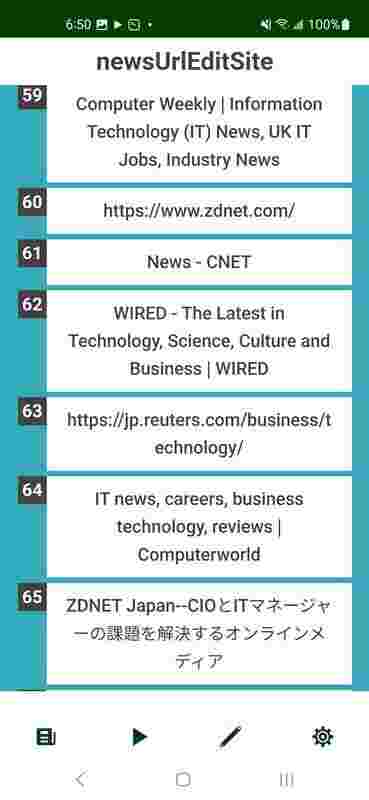 6:50
100%
newsUrlEditSite
59
Computer Weekly | Information
Technology (IT) News, UK IT
Jobs, Industry News
60
https://www.zdnet.com/
61
News - CNET
62
WIRED - The Latest in
Technology, Science, Culture and
Business | WIRED
63
https://jp.reuters.com/business/t
echnology/
64
IT news, careers, business
technology, reviews |
Computerworld
65
ZDNET Japan--CIOとITマネージャ
ーの課題を解決するオンラインメ
ディア